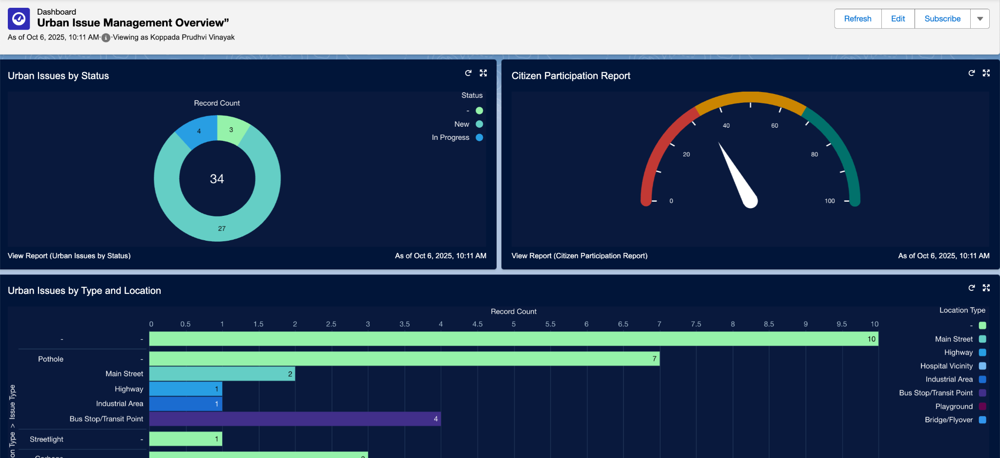 Dashboard
Urban Issue Management Overview”
As of Oct 6, 2025, 10:11 AM·Viewing as Koppada Prudhvi Vinayak
Refresh
Edit
Subscribe
Urban Issues by Status
Record Count
3
4
34
27
Status
-
New
In Progress
View Report (Urban Issues by Status)
As of Oct 6, 2025, 10:11 AM
Citizen Participation Report
0
20
40
60
80
100
View Report (Citizen Participation Report)
As of Oct 6, 2025, 10:11 AM
Urban Issues by Type and Location
Record Count
0 0.5 1 1.5 2 2.5 3 3.5 4 4.5 5 5.5 6 6.5 7 7.5 8 8.5 9 9.5 10
- - 10
Pothole - 7
Main Street 2
Highway 1
Industrial Area 1
Bus Stop/Transit Point 4
Streetlight - 1
Garbage
Type > Issue Type
Location Type
-
Main Street
Highway
Hospital Vicinity
Industrial Area
Bus Stop/Transit Point
Playground
Bridge/Flyover